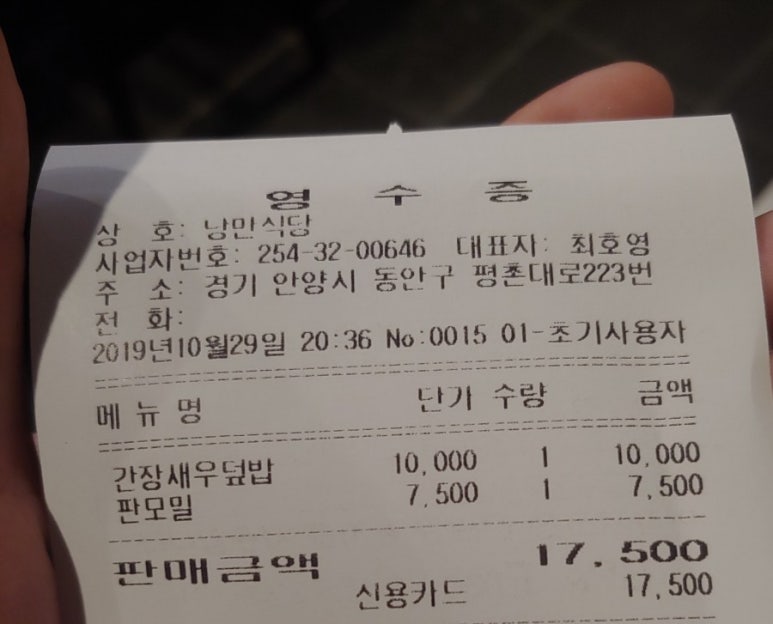 영 수 증
상 호: 낭만식당
사업자번호: 254-32-00646 대표자: 최호영
주 소: 경기 안양시 동안구 평촌대로223번
전 화:
2019년10월29일 20:36 No:0015 01-초기사용자
메 뉴 명 단가 수량 금액
간장새우덮밥 10,000 1 10,000
판모밀 7,500 1 7,500
판매금액 17,500
신용카드 17,500